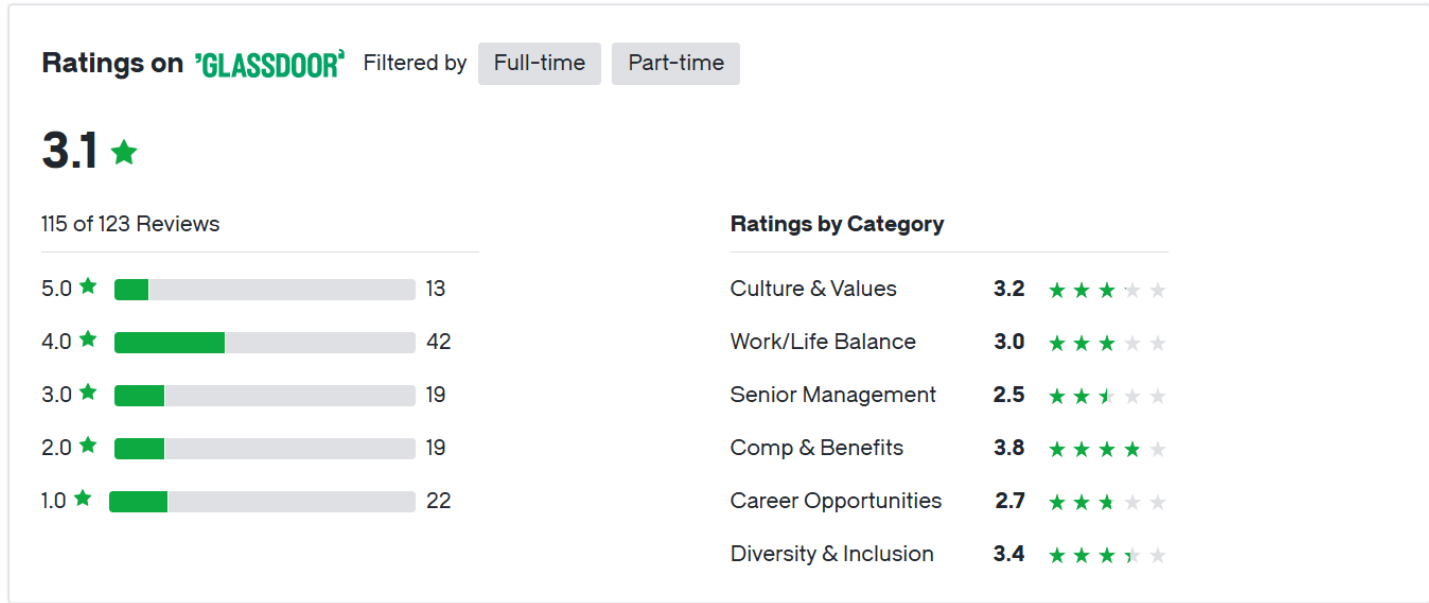 Ratings on GLASSDOOR Filtered by Full-time Part-time
3.1
115 of 123 Reviews
5.0 13
4.0 42
3.0 19
2.0 19
1.0 22
Ratings by Category
Culture & Values 3.2
Work/Life Balance 3.0
Senior Management 2.5
Comp & Benefits 3.8
Career Opportunities 2.7
Diversity & Inclusion 3.4